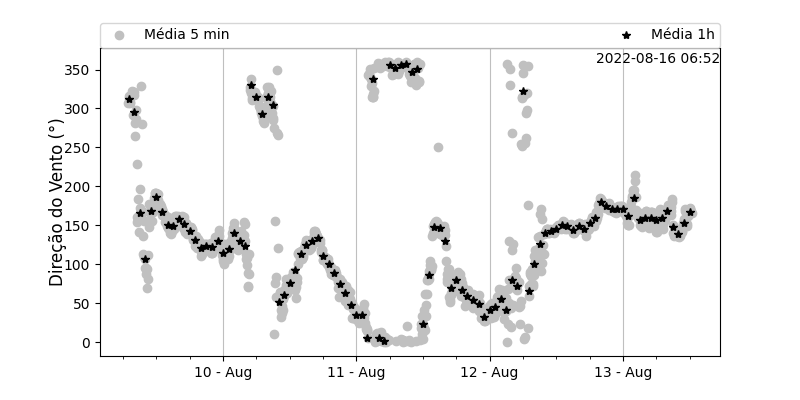 Média 5 min
Média 1h
2022-08-16 06:52
Direção do Vento (°)
350
300
250
200
150
100
50
0
10 - Aug
11 - Aug
12 - Aug
13 - Aug